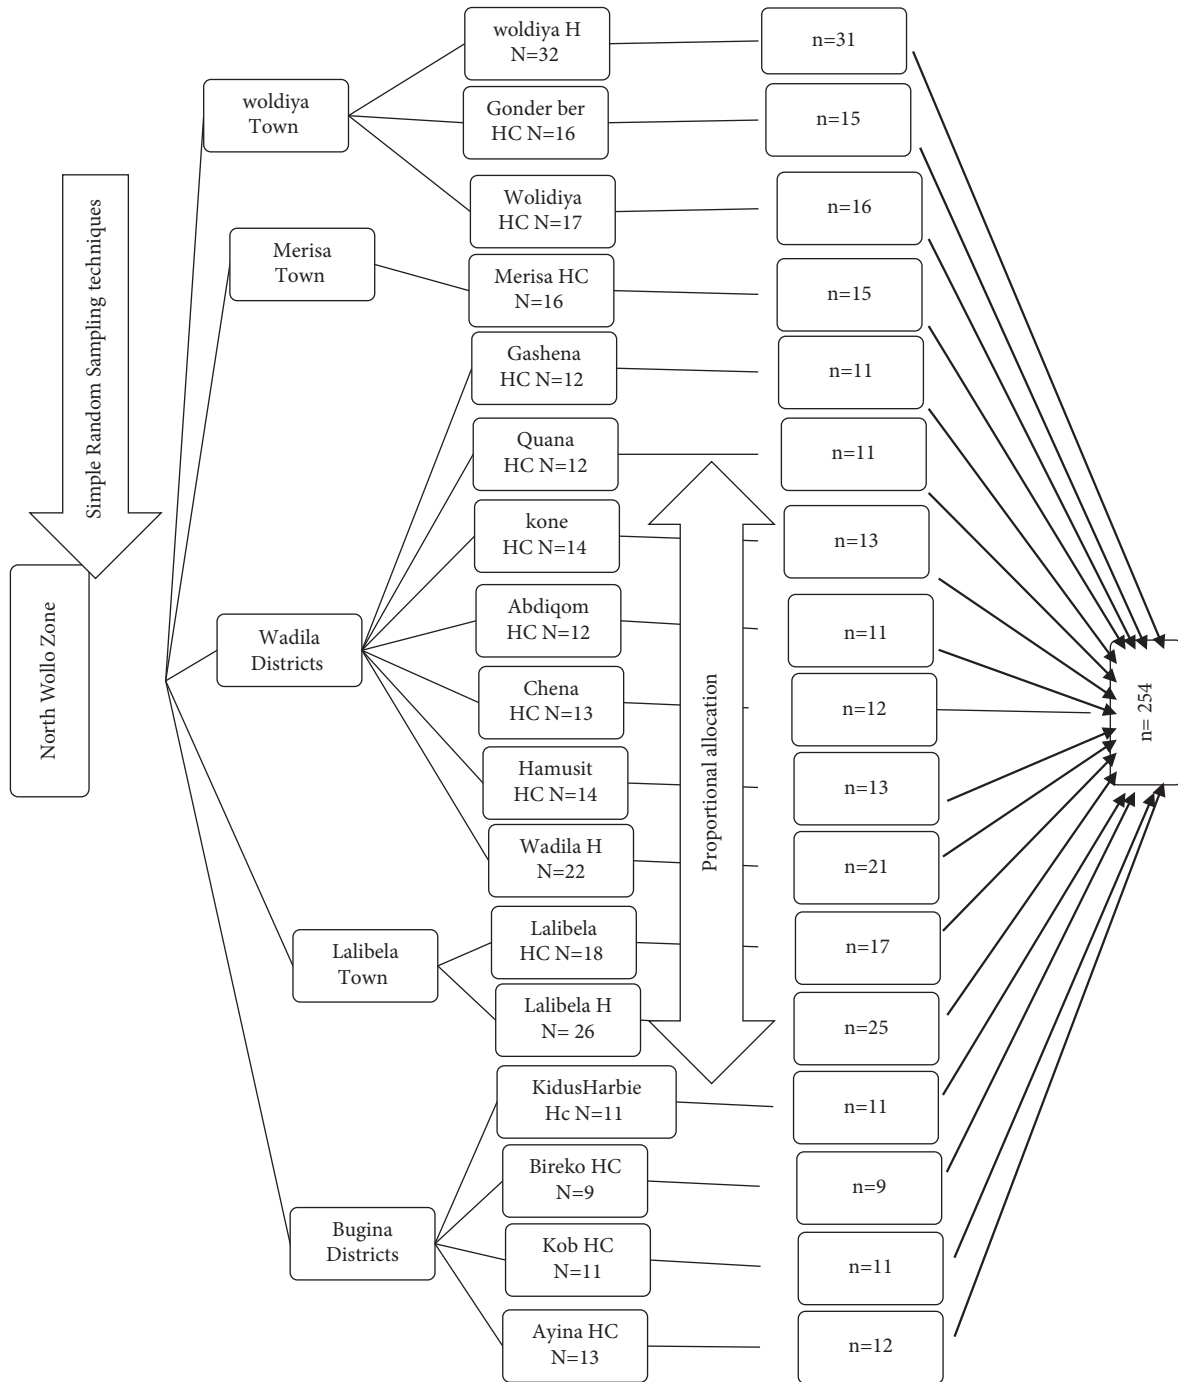 Simple Random Sampling techniques
North Wollo Zone
woldiya
Town
Merisa
Town
Wadila
Districts
Lalibela
Town
Bugina
Districts
woldiya H
N=32
Gonder ber
HC N=16
Wolidiya
HC N=17
Merisa HC
N=16
Gashena
HC N=12
Quana
HC N=12
kone
HC N=14
Abdiqom
HC N=12
Chena
HC N=13
Hamusit
HC N=14
Wadila H
N=22
Lalibela
HC N=18
Lalibela H
N= 26
KidusHarbie
Hc N=11
Bireko HC
N=9
Kob HC
N=11
Ayina HC
N=13
Proportional allocation
n=31
n=15
n=16
n=15
n=11
n=11
n=13
n=11
n=12
n=13
n=21
n=17
n=25
n=11
n=9
n=11
n=12
n= 254